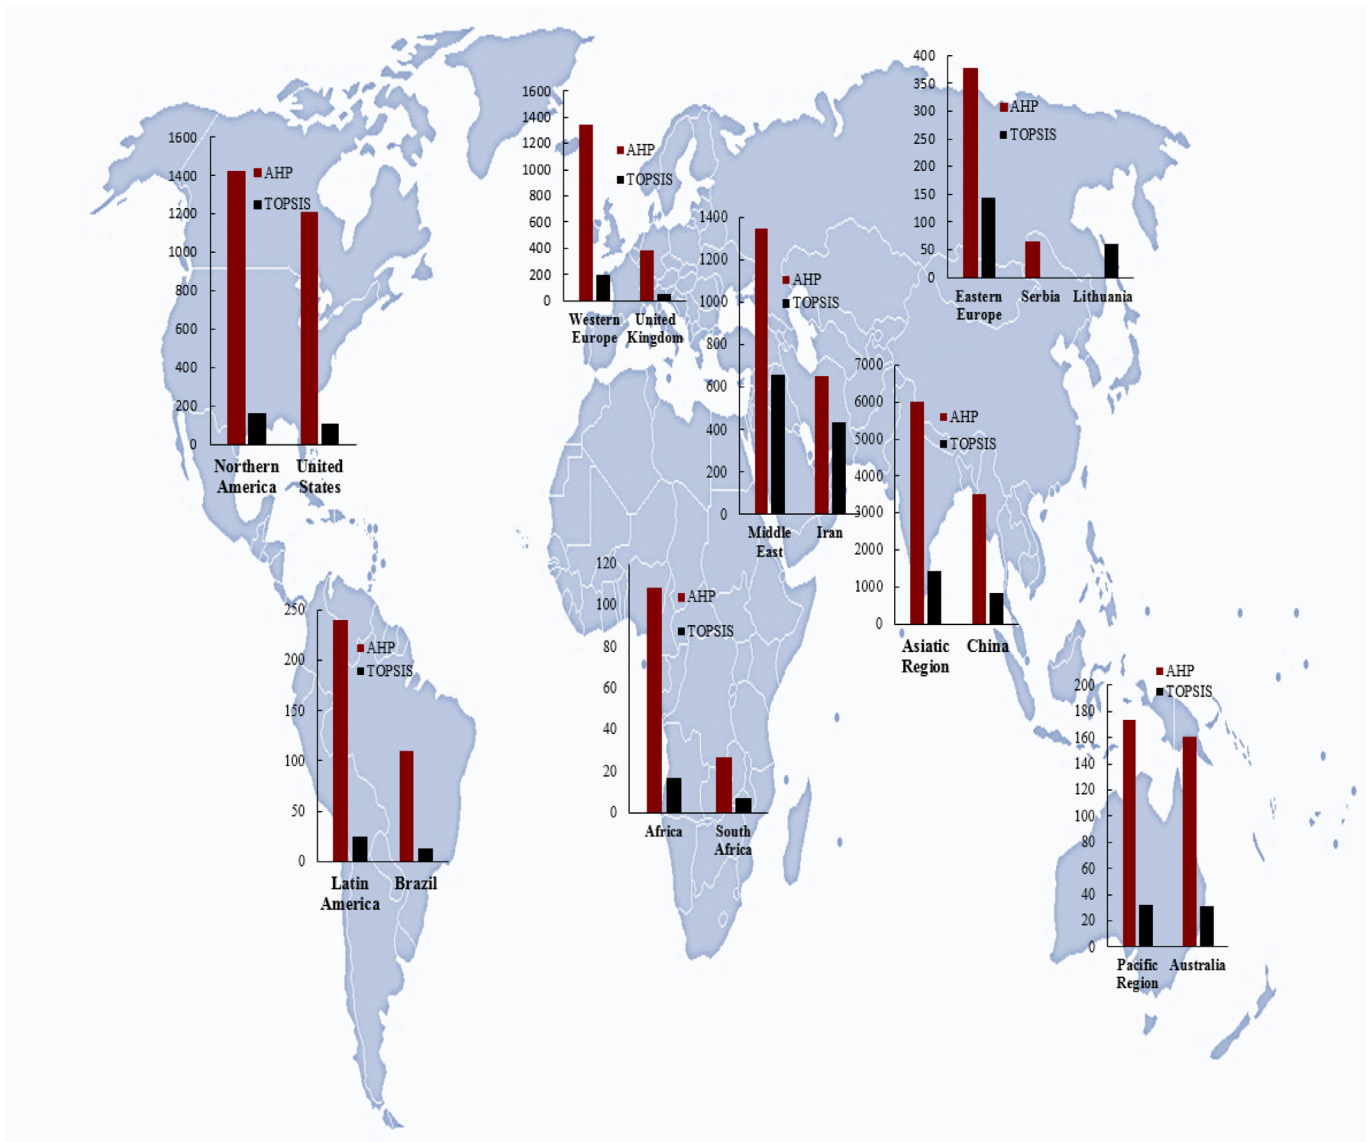 1600
1400
1200
1000
800
600
400
200
0
AHP
TOPSIS
Northern
America
United
States
1600
1400
1200
1000
800
600
400
200
0
AHP
TOPSIS
Western
Europe
United
Kingdom
400
350
300
250
200
150
100
50
0
AHP
TOPSIS
Eastern
Europe
Serbia
Lithuania
1400
1200
1000
800
600
400
200
0
AHP
TOPSIS
Middle
East
Iran
7000
6000
5000
4000
3000
2000
1000
0
AHP
TOPSIS
Asiatic
Region
China
250
200
150
100
50
0
AHP
TOPSIS
Latin
America
Brazil
120
100
80
60
40
20
0
AHP
TOPSIS
Africa
South
Africa
200
180
160
140
120
100
80
60
40
20
0
AHP
TOPSIS
Pacific
Region
Australia